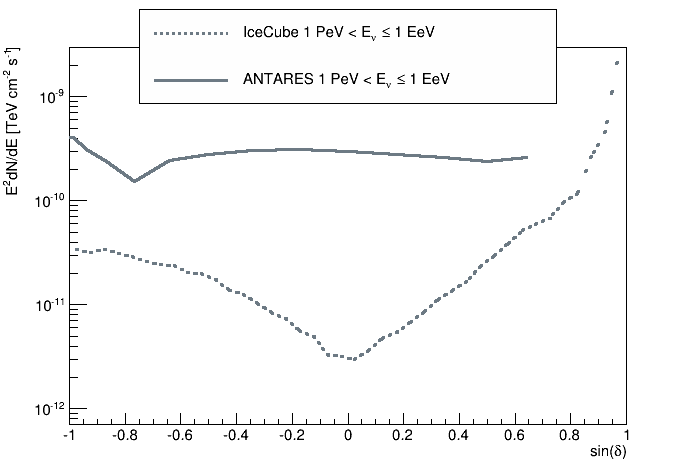 IceCube 1 PeV < Eν ≤ 1 EeV
ANTARES 1 PeV < Eν ≤ 1 EeV
E²dN/dE [TeV cm⁻² s⁻¹]
10⁻⁹
10⁻¹⁰
10⁻¹¹
10⁻¹²
-1 -0.8 -0.6 -0.4 -0.2 0 0.2 0.4 0.6 0.8 1
sin(δ)